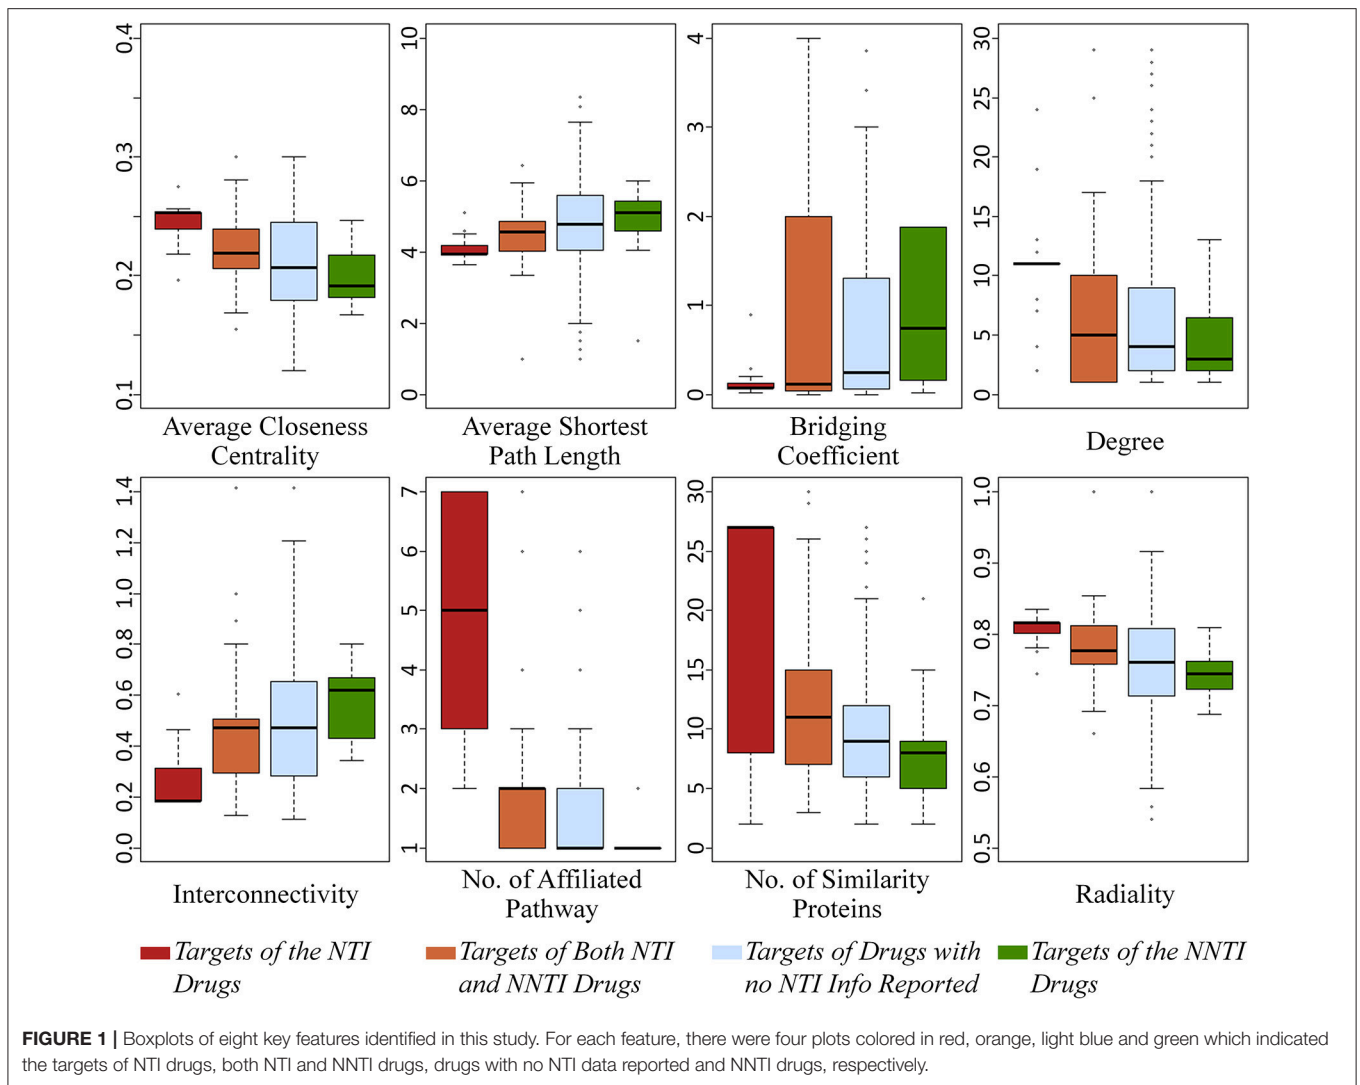 0.1 0.2 0.3 0.4
0 2 4 6 8 10
0 1 2 3 4
0 5 10 15 20 25 30
Average Closeness
Centrality
Average Shortest
Path Length
Bridging
Coefficient
Degree
0.0 0.2 0.4 0.6 0.8 1.0 1.2 1.4
1 2 3 4 5 6 7
0 5 10 15 20 25 30
0.5 0.6 0.7 0.8 0.9 1.0
Interconnectivity
No. of Affiliated
Pathway
No. of Similarity
Proteins
Radiality
Targets of the NTI
Drugs
Targets of Both NTI
and NNTI Drugs
Targets of Drugs with
no NTI Info Reported
Targets of the NNTI
Drugs
FIGURE 1 | Boxplots of eight key features identified in this study. For each feature, there were four plots colored in red, orange, light blue and green which indicated
the targets of NTI drugs, both NTI and NNTI drugs, drugs with no NTI data reported and NNTI drugs, respectively.